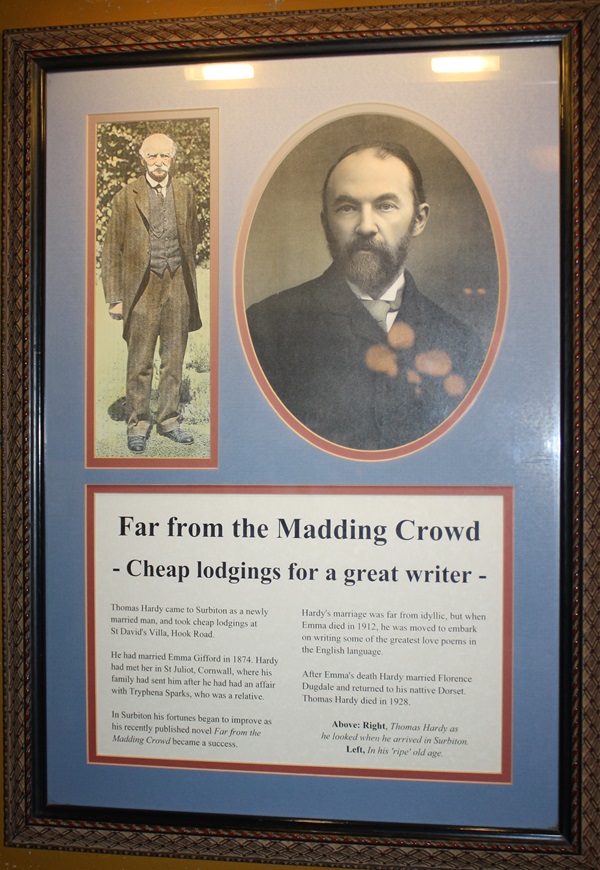 Far from the Madding Crowd
- Cheap lodgings for a great writer -
Thomas Hardy came to Surbiton as a newly
married man, and took cheap lodgings at
St David's Villa, Hook Road.
He had married Emma Gifford in 1874. Hardy
had met her in St Juliot, Cornwall, where his
family had sent him after he had had an affair
with Tryphena Sparks, who was a relative.
In Surbiton his fortunes began to improve as
his recently published novel Far from the
Madding Crowd became a success.
Hardy's marriage was far from idyllic, but when
Emma died in 1912, he was moved to embark
on writing some of the greatest love poems in
the English language.
After Emma's death Hardy married Florence
Dugdale and returned to his nattive Dorset.
Thomas Hardy died in 1928.
Above: Right, Thomas Hardy as
he looked when he arrived in Surbiton.
Left, In his 'ripe' old age.